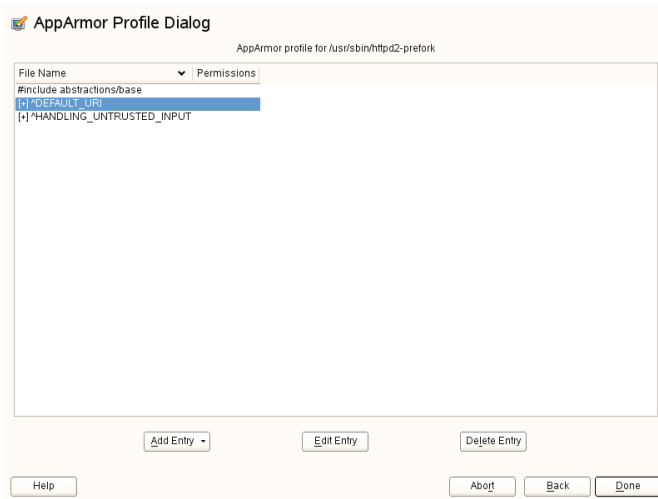 AppArmor Profile Dialog
AppArmor profile for /usr/sbin/httpd2-prefork
File Name Permissions
#include abstractions/base
[+] ^DEFAULT_URI
[+] ^HANDLING_UNTRUSTED_INPUT
Add Entry Edit Entry Delete Entry
Help Abort Back Done